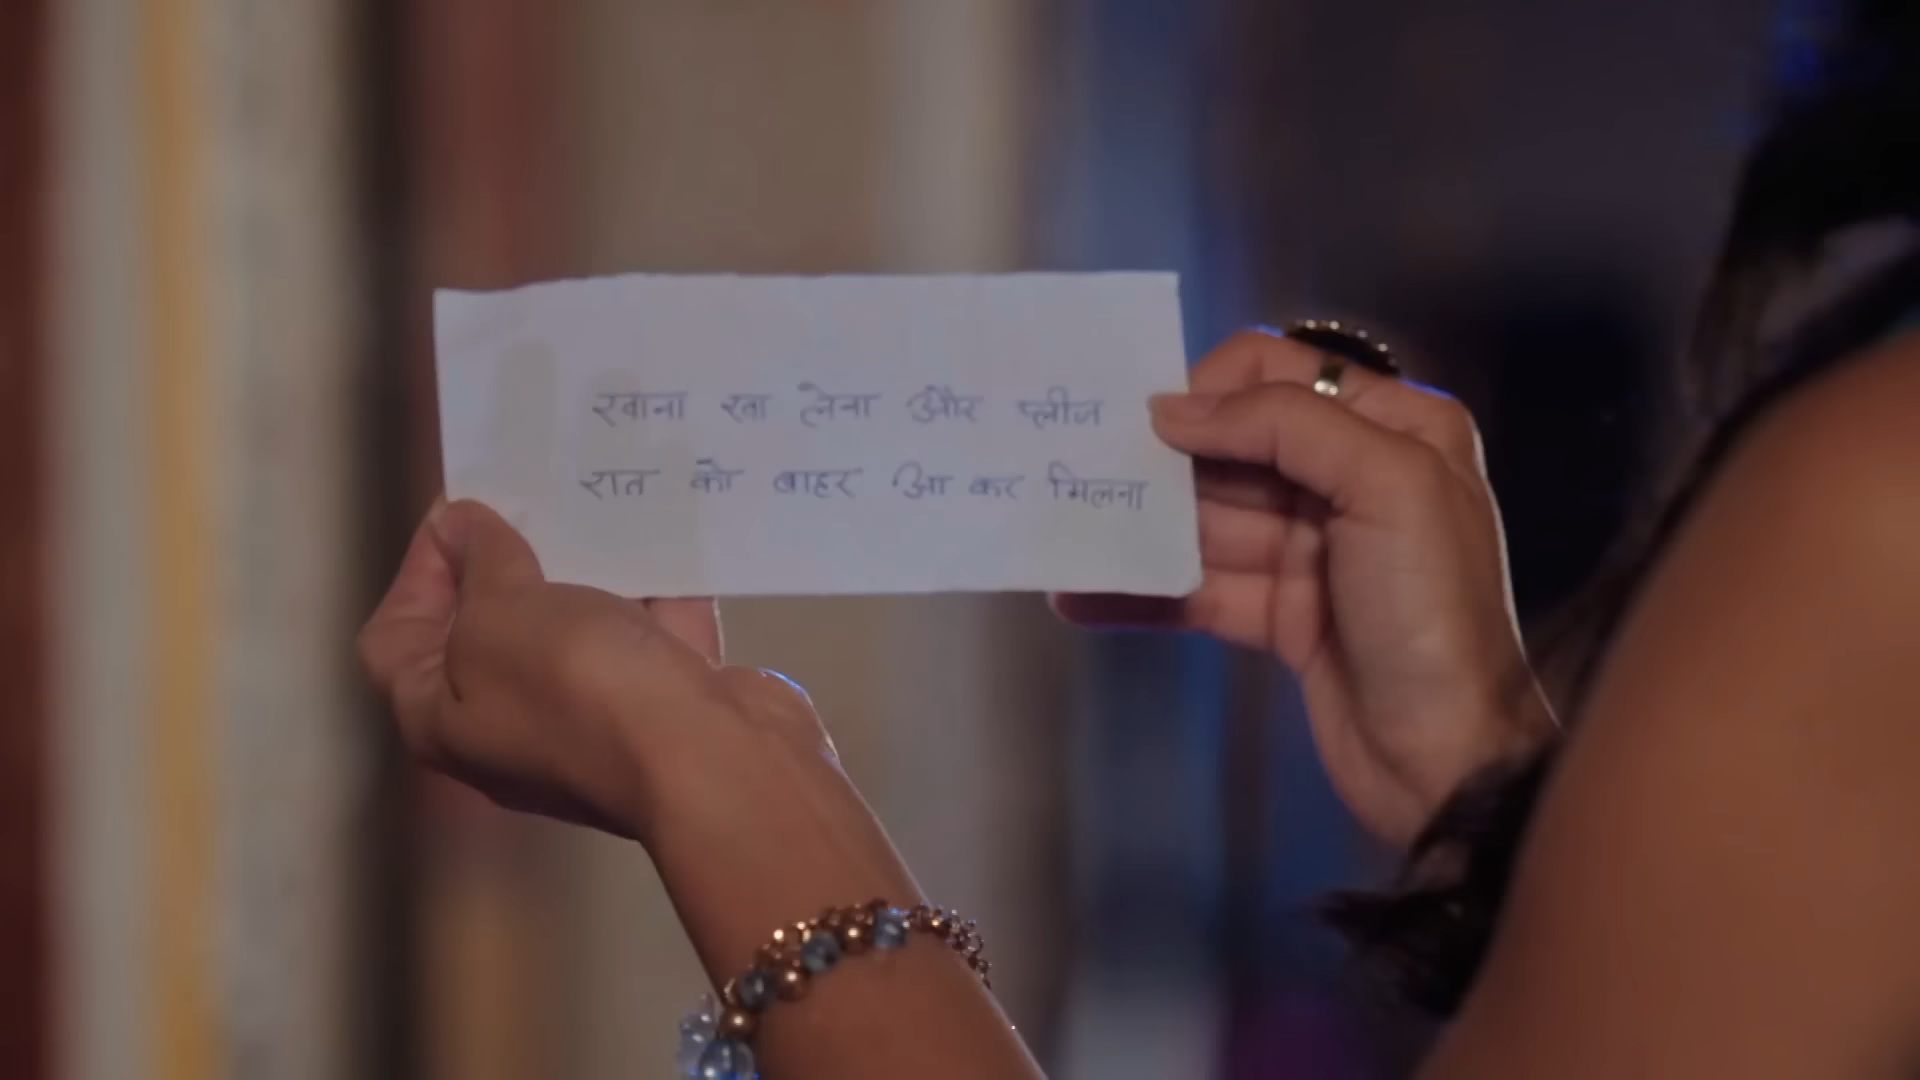 खाना खा लेना और प्लीज
रात को बाहर आ कर मिलना